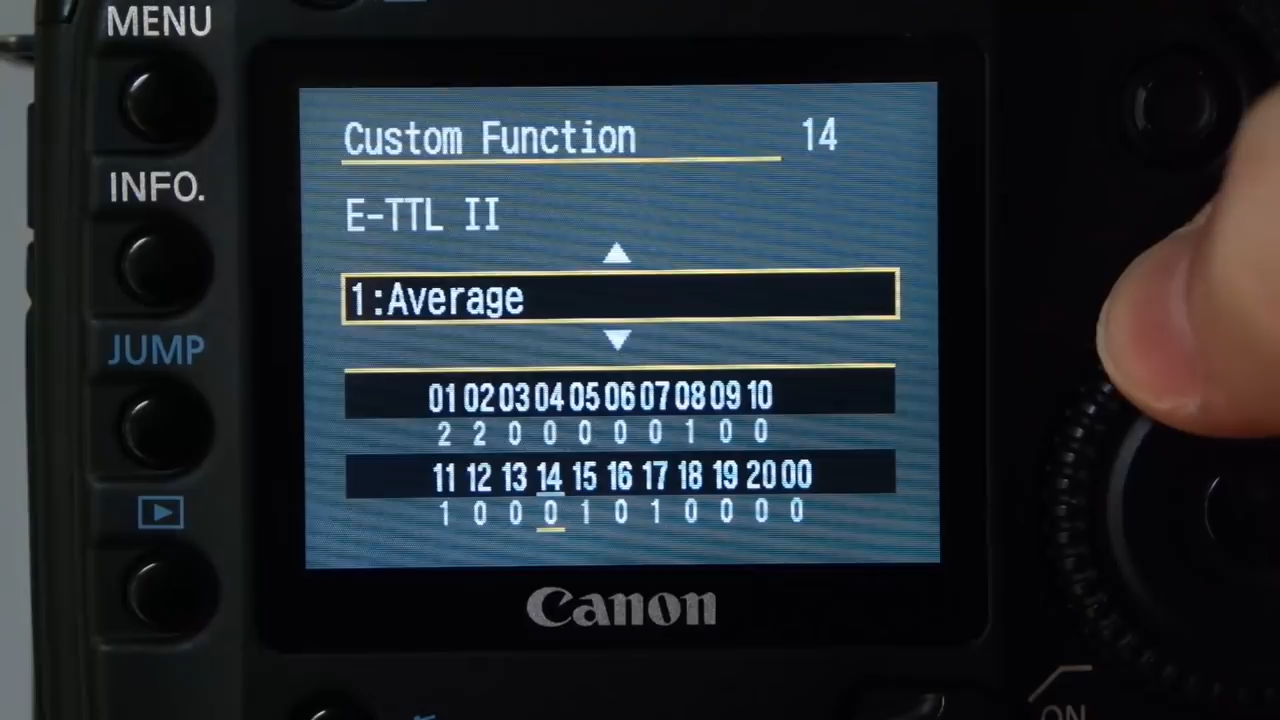 MENU
Custom Function 14
INFO.
E-TTL II
1:Average
JUMP
01 02 03 04 05 06 07 08 09 10
2 2 0 0 0 0 0 1 0 0
11 12 13 14 15 16 17 18 19 20 00
1 0 0 0 1 0 1 0 0 0 0
Canon
ON